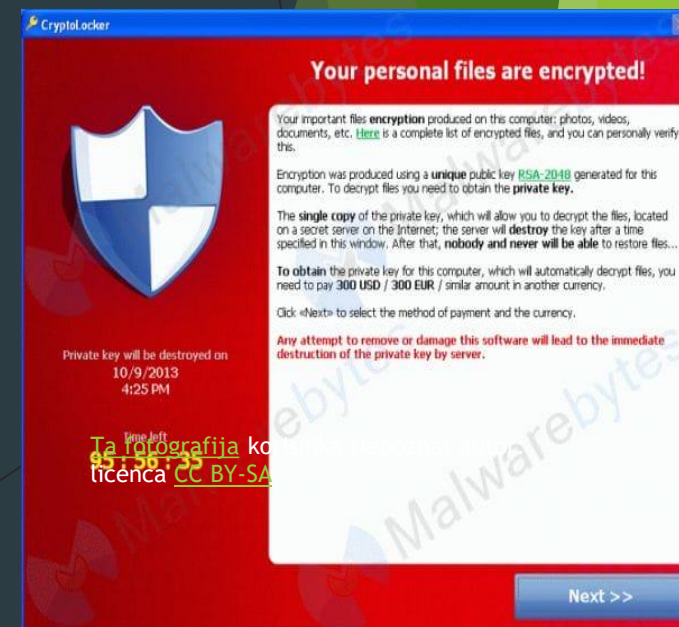 CryptoLocker
Your personal files are encrypted!
Your important files encryption produced on this computer: photos, videos,
documents, etc. Here is a complete list of encrypted files, and you can personally verify
this.
Encryption was produced using a unique public key RSA-2048 generated for this
computer. To decrypt files you need to obtain the private key.
The single copy of the private key, which will allow you to decrypt the files, located
on a secret server on the Internet; the server will destroy the key after a time
specified in this window. After that, nobody and never will be able to restore files...
To obtain the private key for this computer, which will automatically decrypt files, you
need to pay 300 USD / 300 EUR / similar amount in another currency.
Click «Next» to select the method of payment and the currency.
Any attempt to remove or damage this software will lead to the immediate
destruction of the private key by server.
Private key will be destroyed on
10/9/2013
4:25 PM
Time left
95 : 56 : 35
Ta fotografija
licenca CC BY-SA
Next >>
Malwarebytes